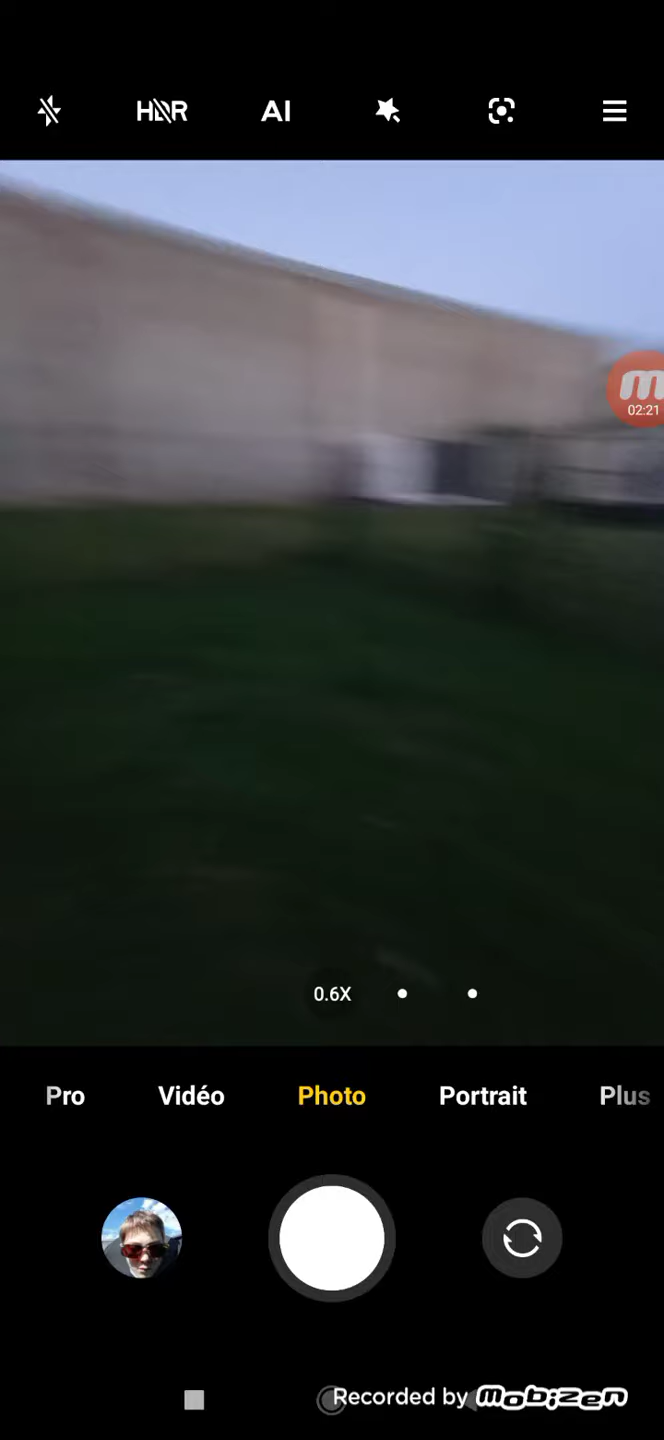 HDR
AI
m
02:21
0.6X
Pro
Vidéo
Photo
Portrait
Plus
Recorded by mobizen